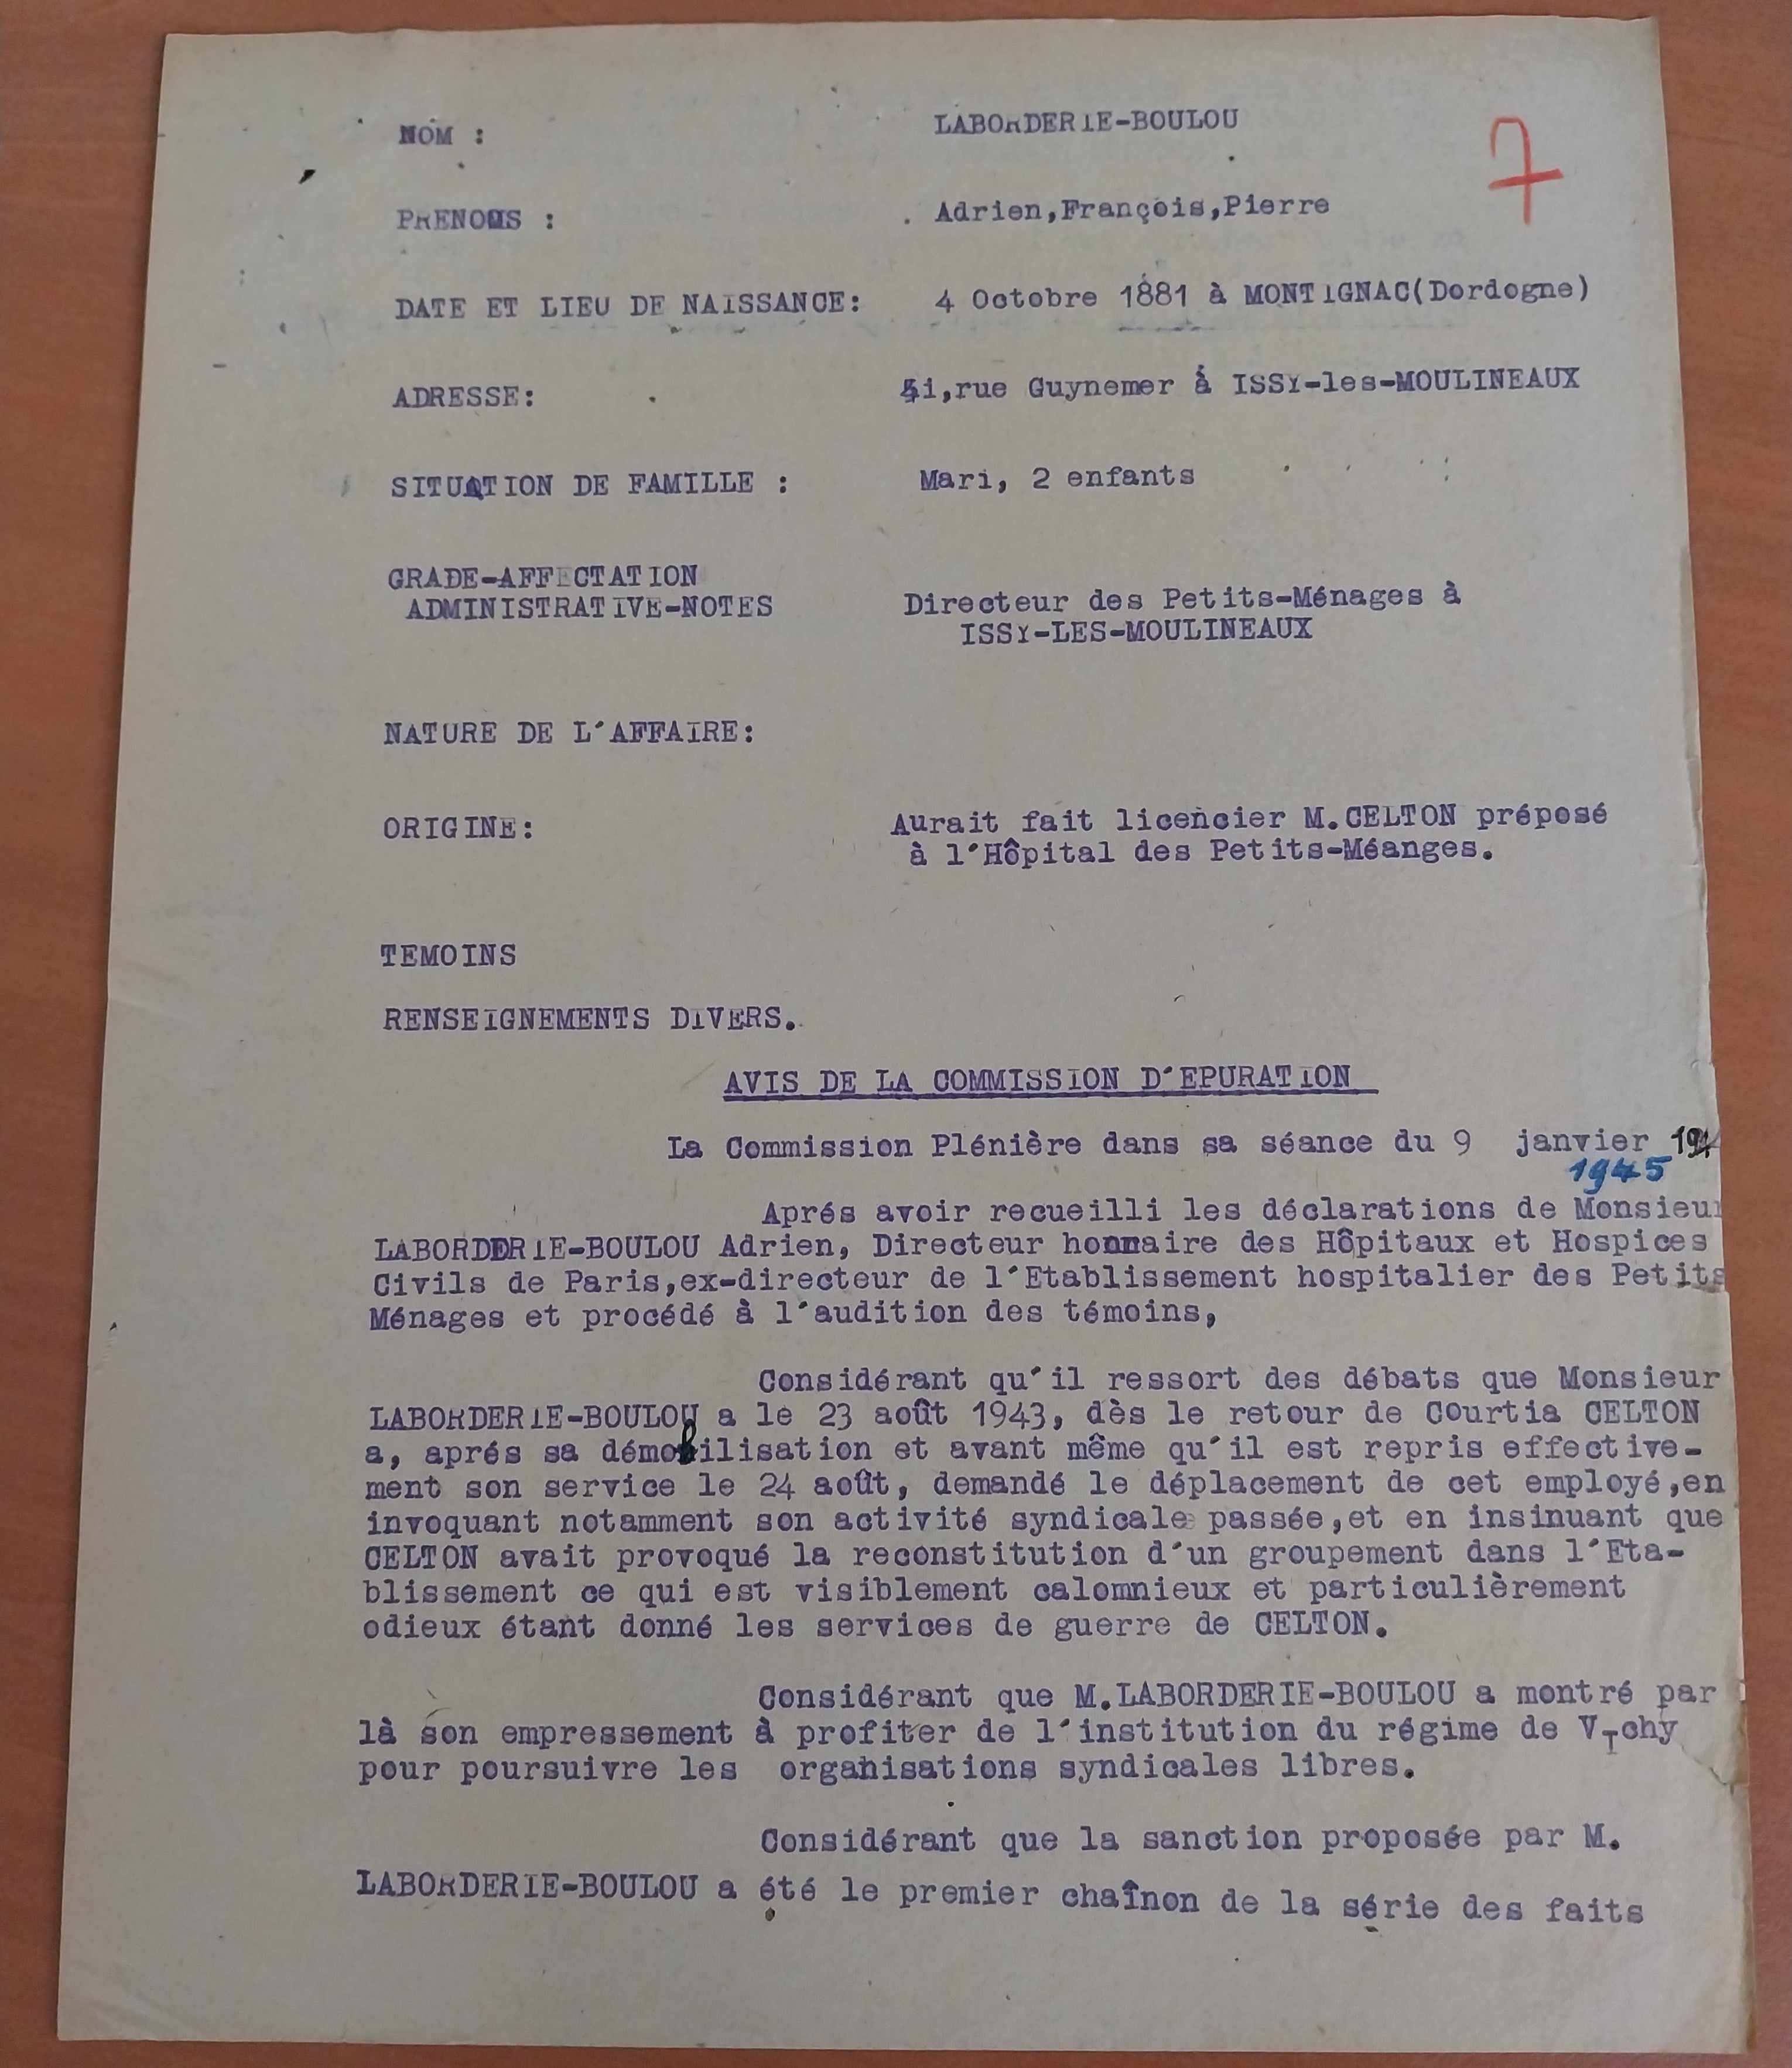 7
NOM : LABORDERIE-BOULOU
PRENOMS : Adrien,François,Pierre
DATE ET LIEU DE NAISSANCE: 4 Octobre 1881 à MONTIGNAC(Dordogne)
ADRESSE: rue Guynemer à ISSY-les-MOULINEAUX
SITUATION DE FAMILLE : Mari, 2 enfants
GRADE-AFFECTATION
ADMINISTRATIVE-NOTES Directeur des Petits-Ménages à
ISSY-LES-MOULINEAUX
NATURE DE L'AFFAIRE:
ORIGINE: Aurait fait licencier M.CELTON préposé
à l'Hôpital des Petits-Méanges.
TEMOINS
RENSEIGNEMENTS DIVERS.
AVIS DE LA COMMISSION D'EPURATION
La Commission Plénière dans sa séance du 9 janvier
1945
Aprés avoir recueilli les déclarations de Monsieur
LABORDDRIE-BOULOU Adrien, Directeur honnraire des Hôpitaux et Hospices
Civils de Paris,ex-directeur de l'Etablissement hospitalier des Petits
Ménages et procédé à l'audition des témoins,
Considérant qu'il ressort des débats que Monsieur
LABORDERIE-BOULOU a le 23 août 1943, dès le retour de Courtia CELTON
a, aprés sa démobilisation et avant même qu'il est repris effective-
ment son service le 24 août, demandé le déplacement de cet employé,en
invoquant notamment son activité syndicale passée,et en insinuant que
CELTON avait provoqué la reconstitution d'un groupement dans l'Eta-
blissement ce qui est visiblement calomnieux et particulièrement
odieux étant donné les services de guerre de CELTON.
Considérant que M.LABORDERIE-BOULOU a montré par
là son empressement à profiter de l'institution du régime de VIchy
pour poursuivre les organisations syndicales libres.
Considérant que la sanction proposée par M.
LABORDERIE-BOULOU a été le premier chaînon de la série des faits